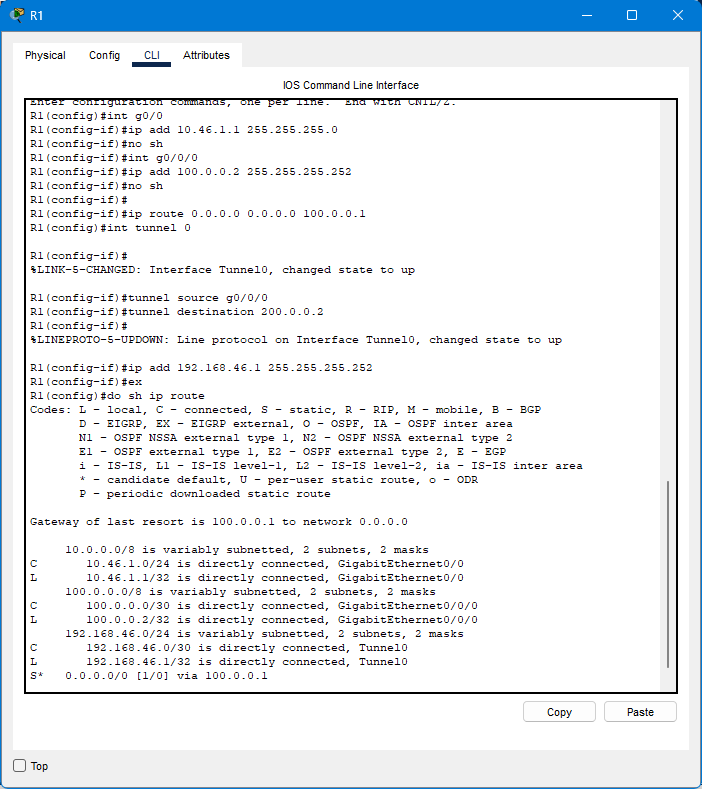 R1
Physical Config CLI Attributes
IOS Command Line Interface
Enter configuration commands, one per line. End with CNTL/Z.
R1(config)#int g0/0
R1(config-if)#ip add 10.46.1.1 255.255.255.0
R1(config-if)#no sh
R1(config-if)#int g0/0/0
R1(config-if)#ip add 100.0.0.2 255.255.255.252
R1(config-if)#no sh
R1(config-if)#
R1(config-if)#ip route 0.0.0.0 0.0.0.0 100.0.0.1
R1(config)#int tunnel 0
R1(config-if)#
%LINK-5-CHANGED: Interface Tunnel0, changed state to up
R1(config-if)#tunnel source g0/0/0
R1(config-if)#tunnel destination 200.0.0.2
R1(config-if)#
%LINEPROTO-5-UPDOWN: Line protocol on Interface Tunnel0, changed state to up
R1(config-if)#ip add 192.168.46.1 255.255.255.252
R1(config-if)#ex
R1(config)#do sh ip route
Codes: L - local, C - connected, S - static, R - RIP, M - mobile, B - BGP
D - EIGRP, EX - EIGRP external, O - OSPF, IA - OSPF inter area
N1 - OSPF NSSA external type 1, N2 - OSPF NSSA external type 2
E1 - OSPF external type 1, E2 - OSPF external type 2, E - EGP
i - IS-IS, L1 - IS-IS level-1, L2 - IS-IS level-2, ia - IS-IS inter area
* - candidate default, U - per-user static route, o - ODR
P - periodic downloaded static route
Gateway of last resort is 100.0.0.1 to network 0.0.0.0
10.0.0.0/8 is variably subnetted, 2 subnets, 2 masks
C 10.46.1.0/24 is directly connected, GigabitEthernet0/0
L 10.46.1.1/32 is directly connected, GigabitEthernet0/0
100.0.0.0/8 is variably subnetted, 2 subnets, 2 masks
C 100.0.0.0/30 is directly connected, GigabitEthernet0/0/0
L 100.0.0.2/32 is directly connected, GigabitEthernet0/0/0
192.168.46.0/24 is variably subnetted, 2 subnets, 2 masks
C 192.168.46.0/30 is directly connected, Tunnel0
L 192.168.46.1/32 is directly connected, Tunnel0
S* 0.0.0.0/0 [1/0] via 100.0.0.1
Copy Paste
Top